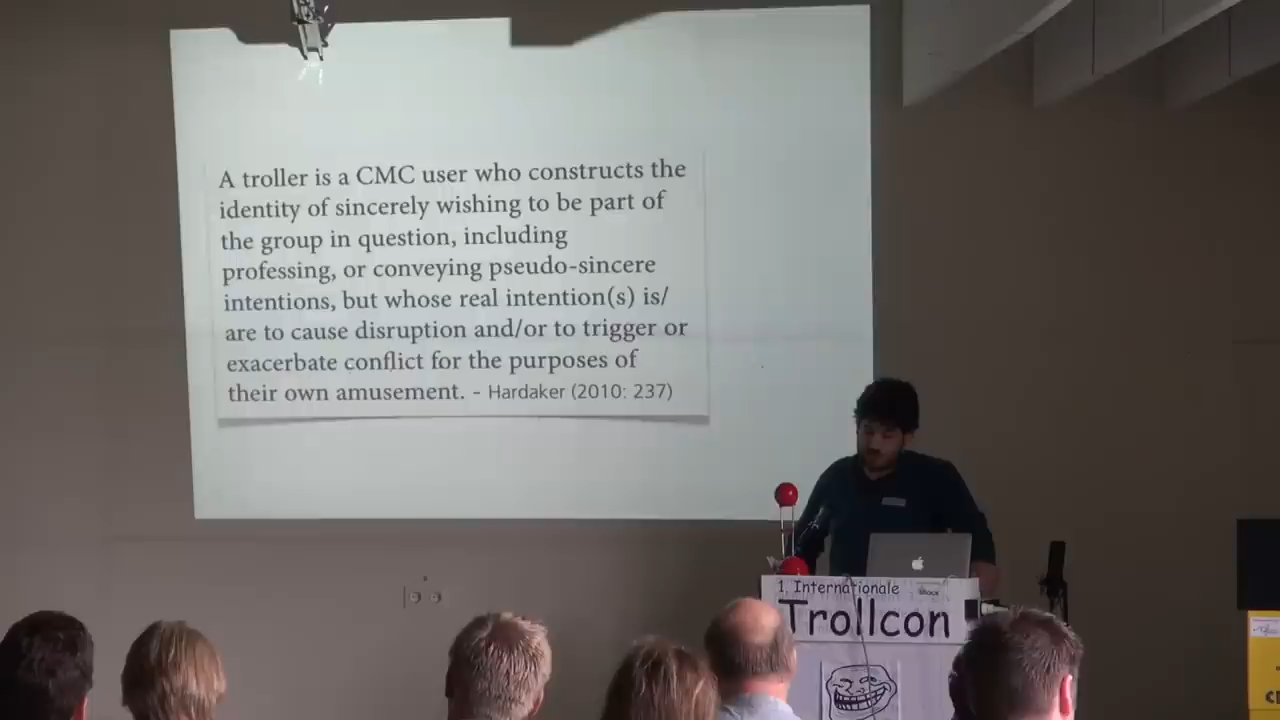 A troller is a CMC user who constructs the
identity of sincerely wishing to be part of
the group in question, including
professing, or conveying pseudo-sincere
intentions, but whose real intention(s) is/
are to cause disruption and/or to trigger or
exacerbate conflict for the purposes of
their own amusement. - Hardaker (2010: 237)
1. Internationale
Trollcon